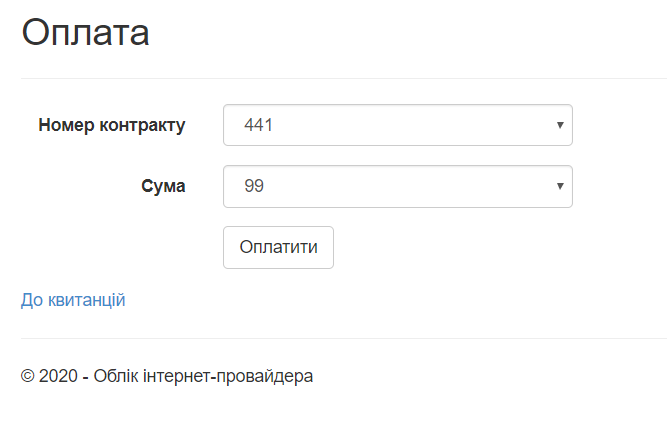 Оплата
Номер контракту 441
Сума 99
Оплатити
До квитанцій
© 2020 - Облік інтернет-провайдера